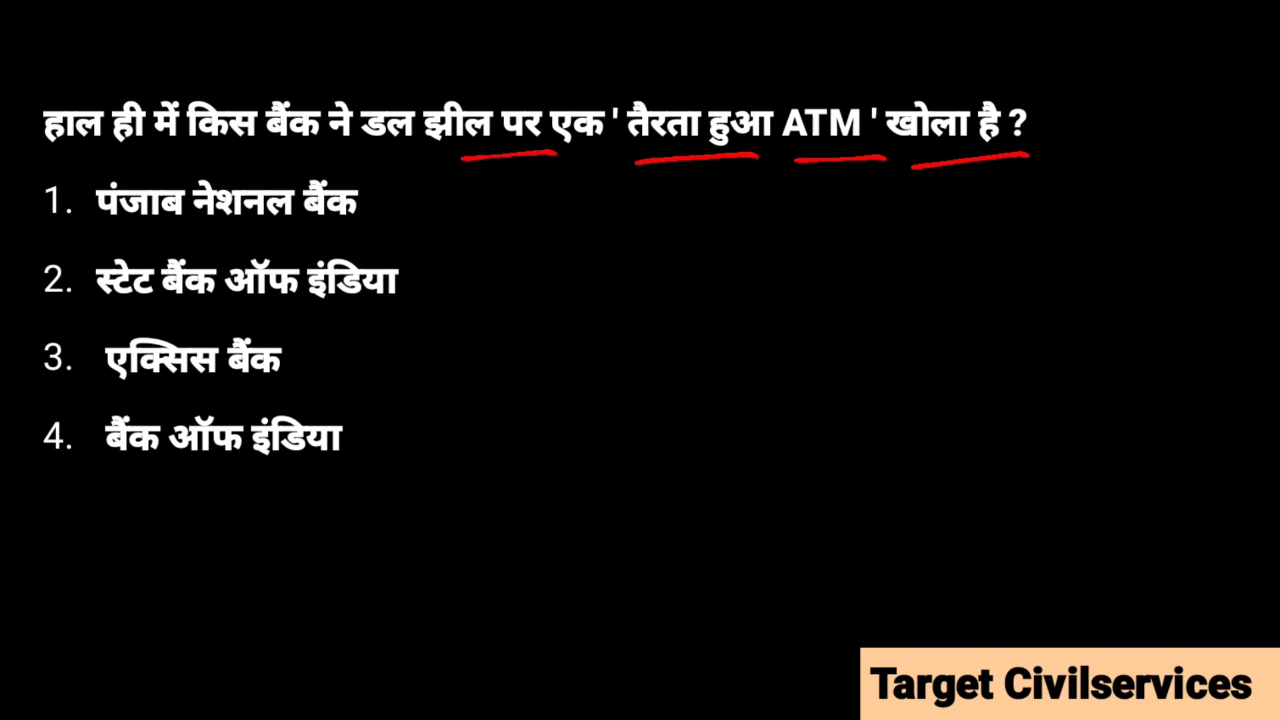 हाल ही में किस बैंक ने डल झील पर एक ' तैरता हुआ ATM ' खोला है ?
1. पंजाब नेशनल बैंक
2. स्टेट बैंक ऑफ इंडिया
3. एक्सिस बैंक
4. बैंक ऑफ इंडिया
Target Civilservices